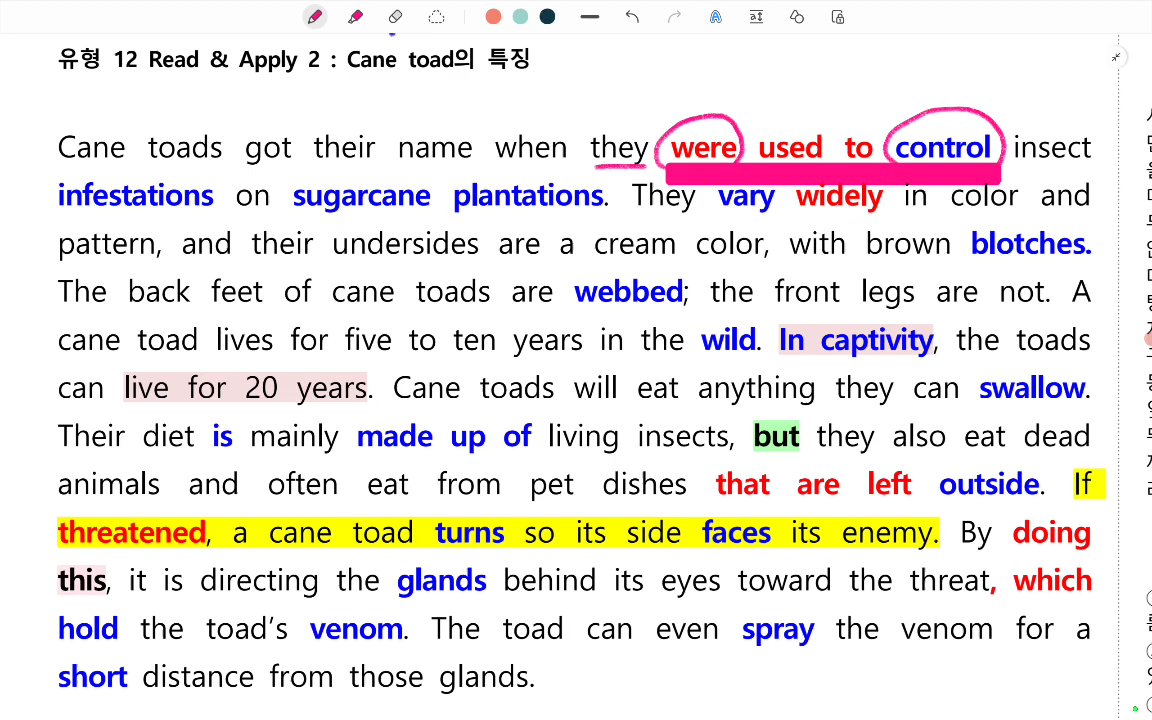 유형 12 Read & Apply 2 : Cane toad의 특징
Cane toads got their name when they were used to control insect
infestations on sugarcane plantations. They vary widely in color and
pattern, and their undersides are a cream color, with brown blotches.
The back feet of cane toads are webbed; the front legs are not. A
cane toad lives for five to ten years in the wild. In captivity, the toads
can live for 20 years. Cane toads will eat anything they can swallow.
Their diet is mainly made up of living insects, but they also eat dead
animals and often eat from pet dishes that are left outside. If
threatened, a cane toad turns so its side faces its enemy. By doing
this, it is directing the glands behind its eyes toward the threat, which
hold the toad's venom. The toad can even spray the venom for a
short distance from those glands.